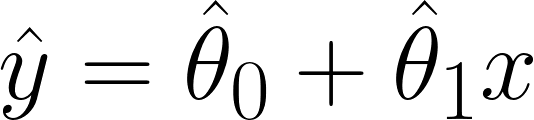 ŷ = θ̂₀ + θ̂₁x